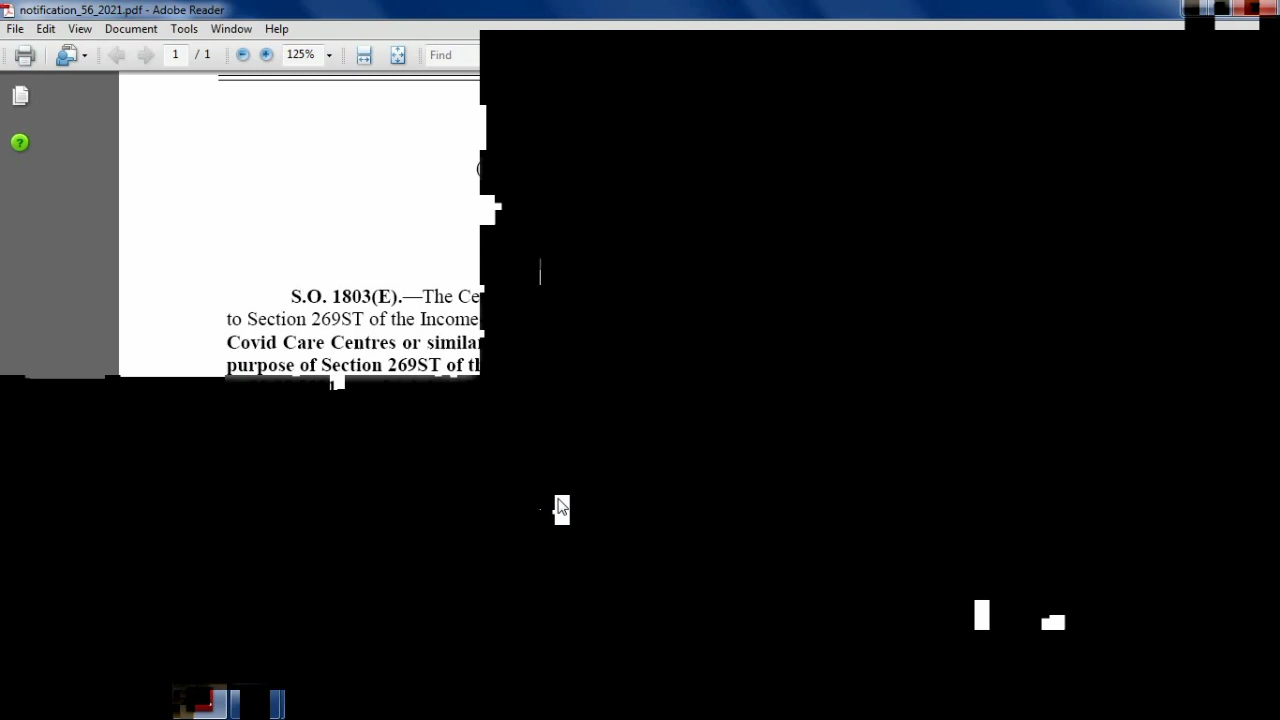 notification_56_2021.pdf - Adobe Reader
File Edit View Document Tools Window Help
1 / 1 125% Find
(
S.O. 1803(E).—The Ce
to Section 269ST of the Income
Covid Care Centres or simila
purpose of Section 269ST of th